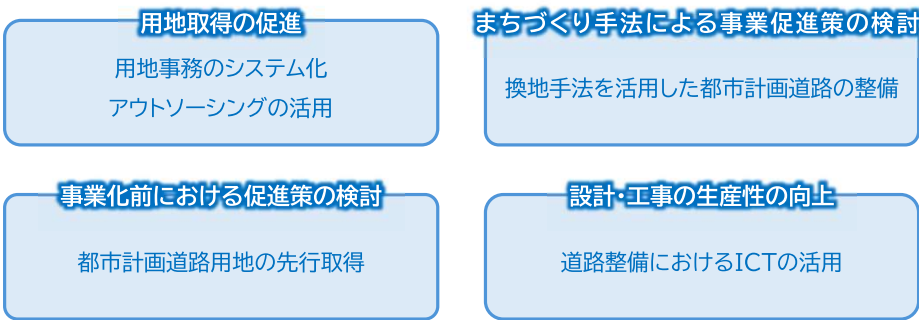 用地取得の促進
用地事務のシステム化
アウトソーシングの活用
まちづくり手法による事業促進策の検討
換地手法を活用した都市計画道路の整備
事業化前における促進策の検討
都市計画道路用地の先行取得
設計・工事の生産性の向上
道路整備におけるICTの活用